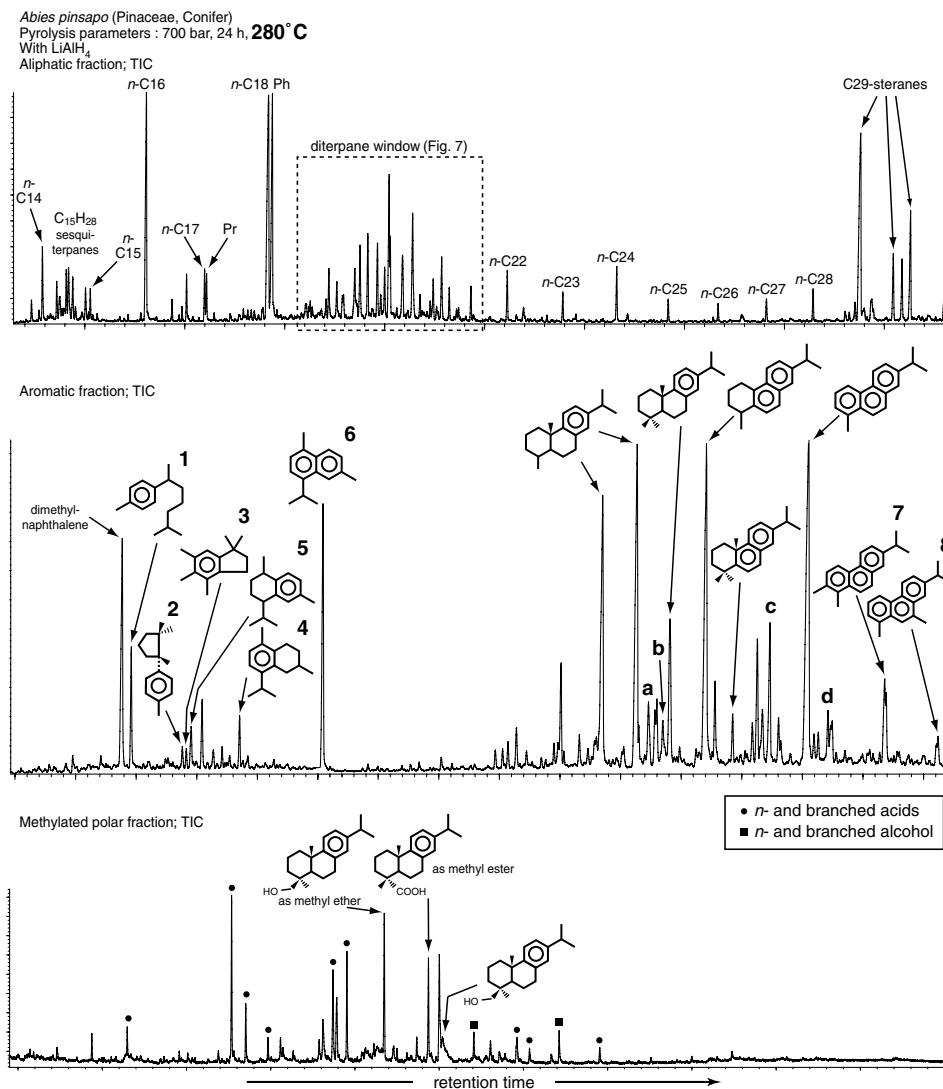 Abies pinsapo (Pinaceae, Conifer)
Pyrolysis parameters : 700 bar, 24 h, 280°C
With LiAlH4
Aliphatic fraction; TIC
n-C16
n-C18 Ph
C29-steranes
diterpane window (Fig. 7)
n-
C14
C15H28
sesqui-
terpanes
n-
C15
n-C17
Pr
n-C22
n-C23
n-C24
n-C25
n-C26
n-C27
n-C28
Aromatic fraction; TIC
6
1
dimethyl-
naphthalene
3
5
2
4
7
8
c
b
a
d
Methylated polar fraction; TIC
● n- and branched acids
■ n- and branched alcohol
HO
as methyl ether
COOH
as methyl ester
HO
retention time